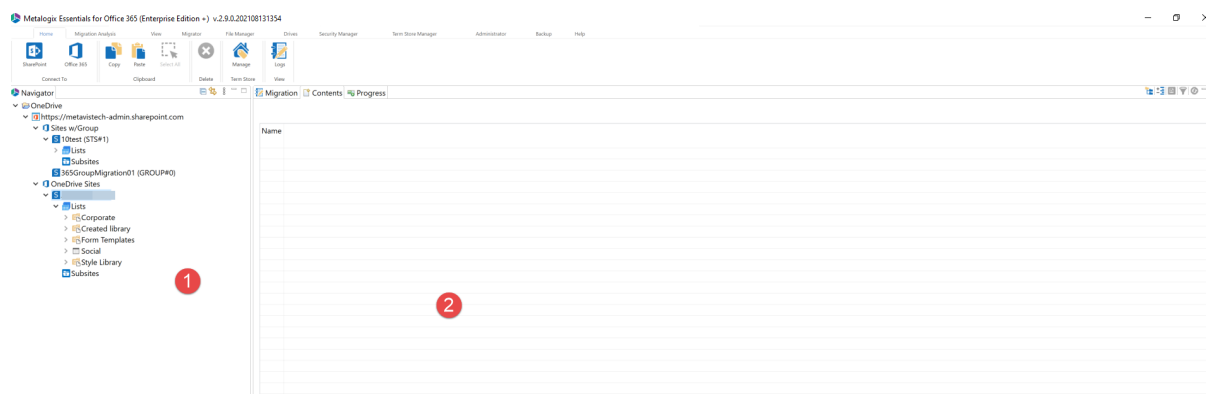 Metalogix Essentials for Office 365 (Enterprise Edition +) v.2.9.0.202108131354
Home Migration Analysis View Migrator File Manager Drives Security Manager Term Store Manager Administrator Backup Help
SharePoint Office 365 Copy Paste Select All Manage Logs
Connect To Clipboard Delete Term Store View
Navigator
Migration Contents Progress
OneDrive
https://metavistech-admin.sharepoint.com
Sites w/Group
10test (STS#1)
Lists
Subsites
365GroupMigration01 (GROUP#0)
OneDrive Sites
Lists
Corporate
Created library
Form Templates
Social
Style Library
Subsites
1
Name
2